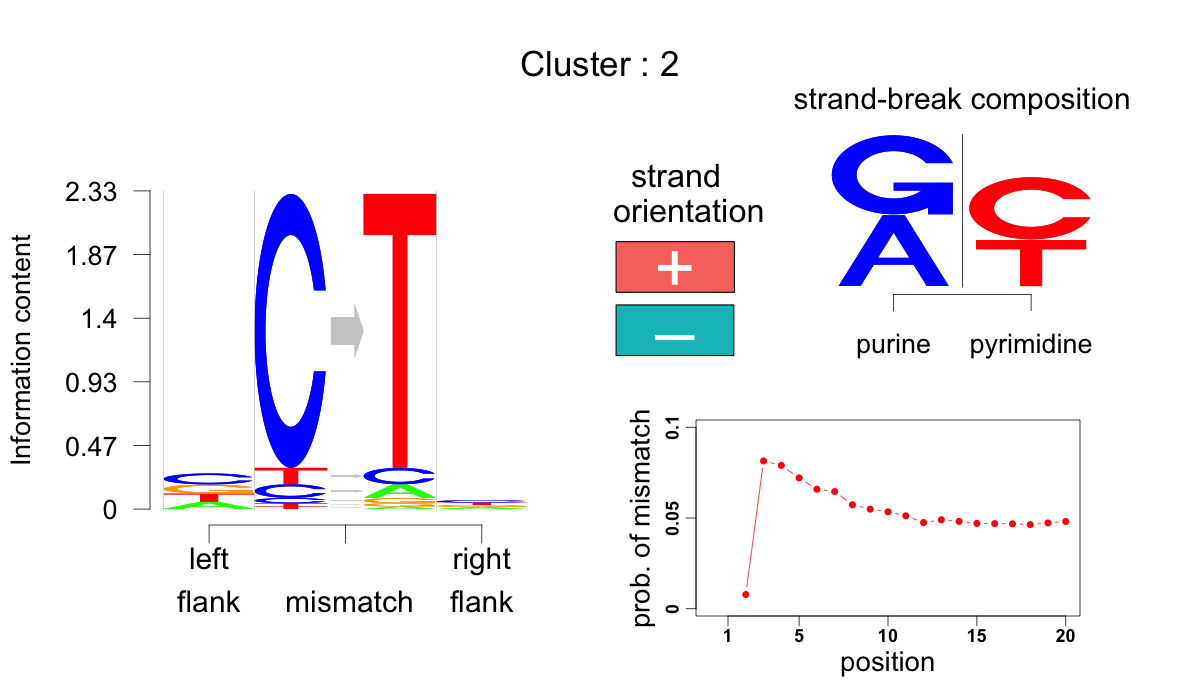 Cluster : 2
strand-break composition
G
A
C
T
purine
pyrimidine
strand
orientation
+
−
Information content
2.33
1.87
1.4
0.93
0.47
0
C
T
C
G
T
A
T
C
C
T
C
A
G
left
flank
mismatch
right
flank
prob. of mismatch
0.1
0.05
0
1
5
10
15
20
position